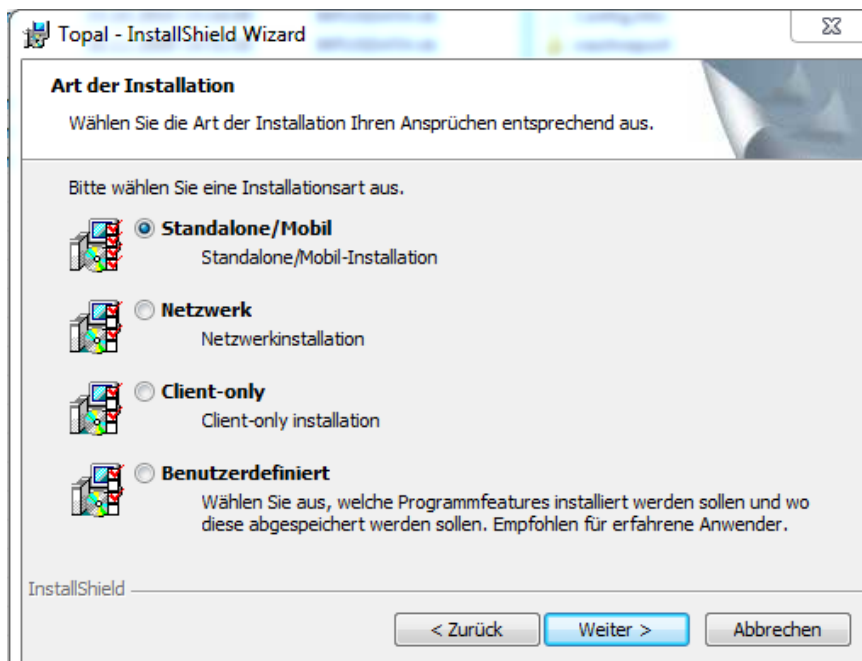 Topal - InstallShield Wizard
Art der Installation
Wählen Sie die Art der Installation Ihren Ansprüchen entsprechend aus.
Bitte wählen Sie eine Installationsart aus.
Standalone/Mobil
Standalone/Mobil-Installation
Netzwerk
Netzwerkinstallation
Client-only
Client-only installation
Benutzerdefiniert
Wählen Sie aus, welche Programmfeatures installiert werden sollen und wo
diese abgespeichert werden sollen. Empfohlen für erfahrene Anwender.
InstallShield
< Zurück
Weiter >
Abbrechen